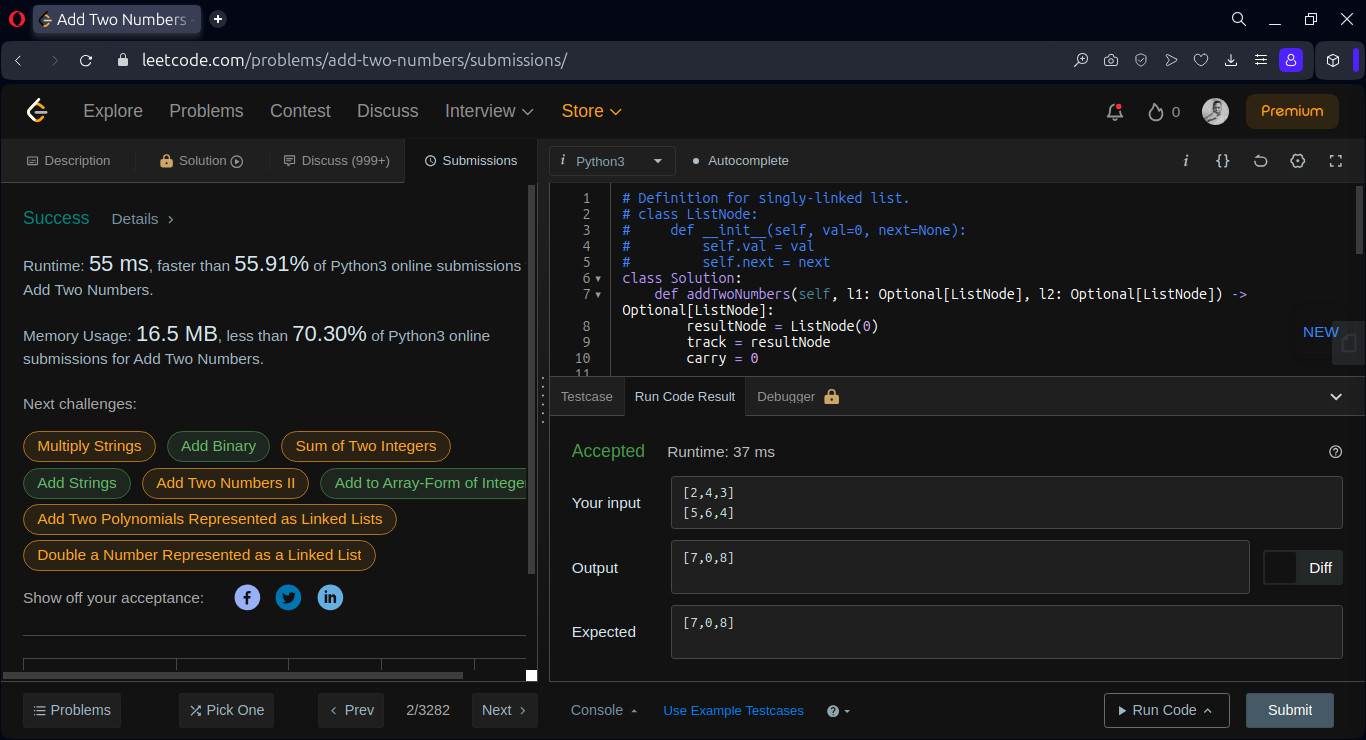 Add Two Numbers -
leetcode.com/problems/add-two-numbers/submissions/
Explore Problems Contest Discuss Interview Store 0 Premium
Description Solution Discuss (999+) Submissions
Success Details >
Runtime: 55 ms, faster than 55.91% of Python3 online submissions
Add Two Numbers.
Memory Usage: 16.5 MB, less than 70.30% of Python3 online
submissions for Add Two Numbers.
Next challenges:
Multiply Strings Add Binary Sum of Two Integers
Add Strings Add Two Numbers II Add to Array-Form of Integer
Add Two Polynomials Represented as Linked Lists
Double a Number Represented as a Linked List
Show off your acceptance:
Problems Pick One < Prev 2/3282 Next >
i Python3 Autocomplete i {}
1 # Definition for singly-linked list.
2 # class ListNode:
3 #     def __init__(self, val=0, next=None):
4 #         self.val = val
5 #         self.next = next
6 class Solution:
7     def addTwoNumbers(self, l1: Optional[ListNode], l2: Optional[ListNode]) ->
Optional[ListNode]:
8         resultNode = ListNode(0)
9         track = resultNode
10         carry = 0
11
NEW
Testcase Run Code Result Debugger
Accepted Runtime: 37 ms
Your input
[2,4,3]
[5,6,4]
Output [7,0,8] Diff
Expected [7,0,8]
Console Use Example Testcases Run Code Submit